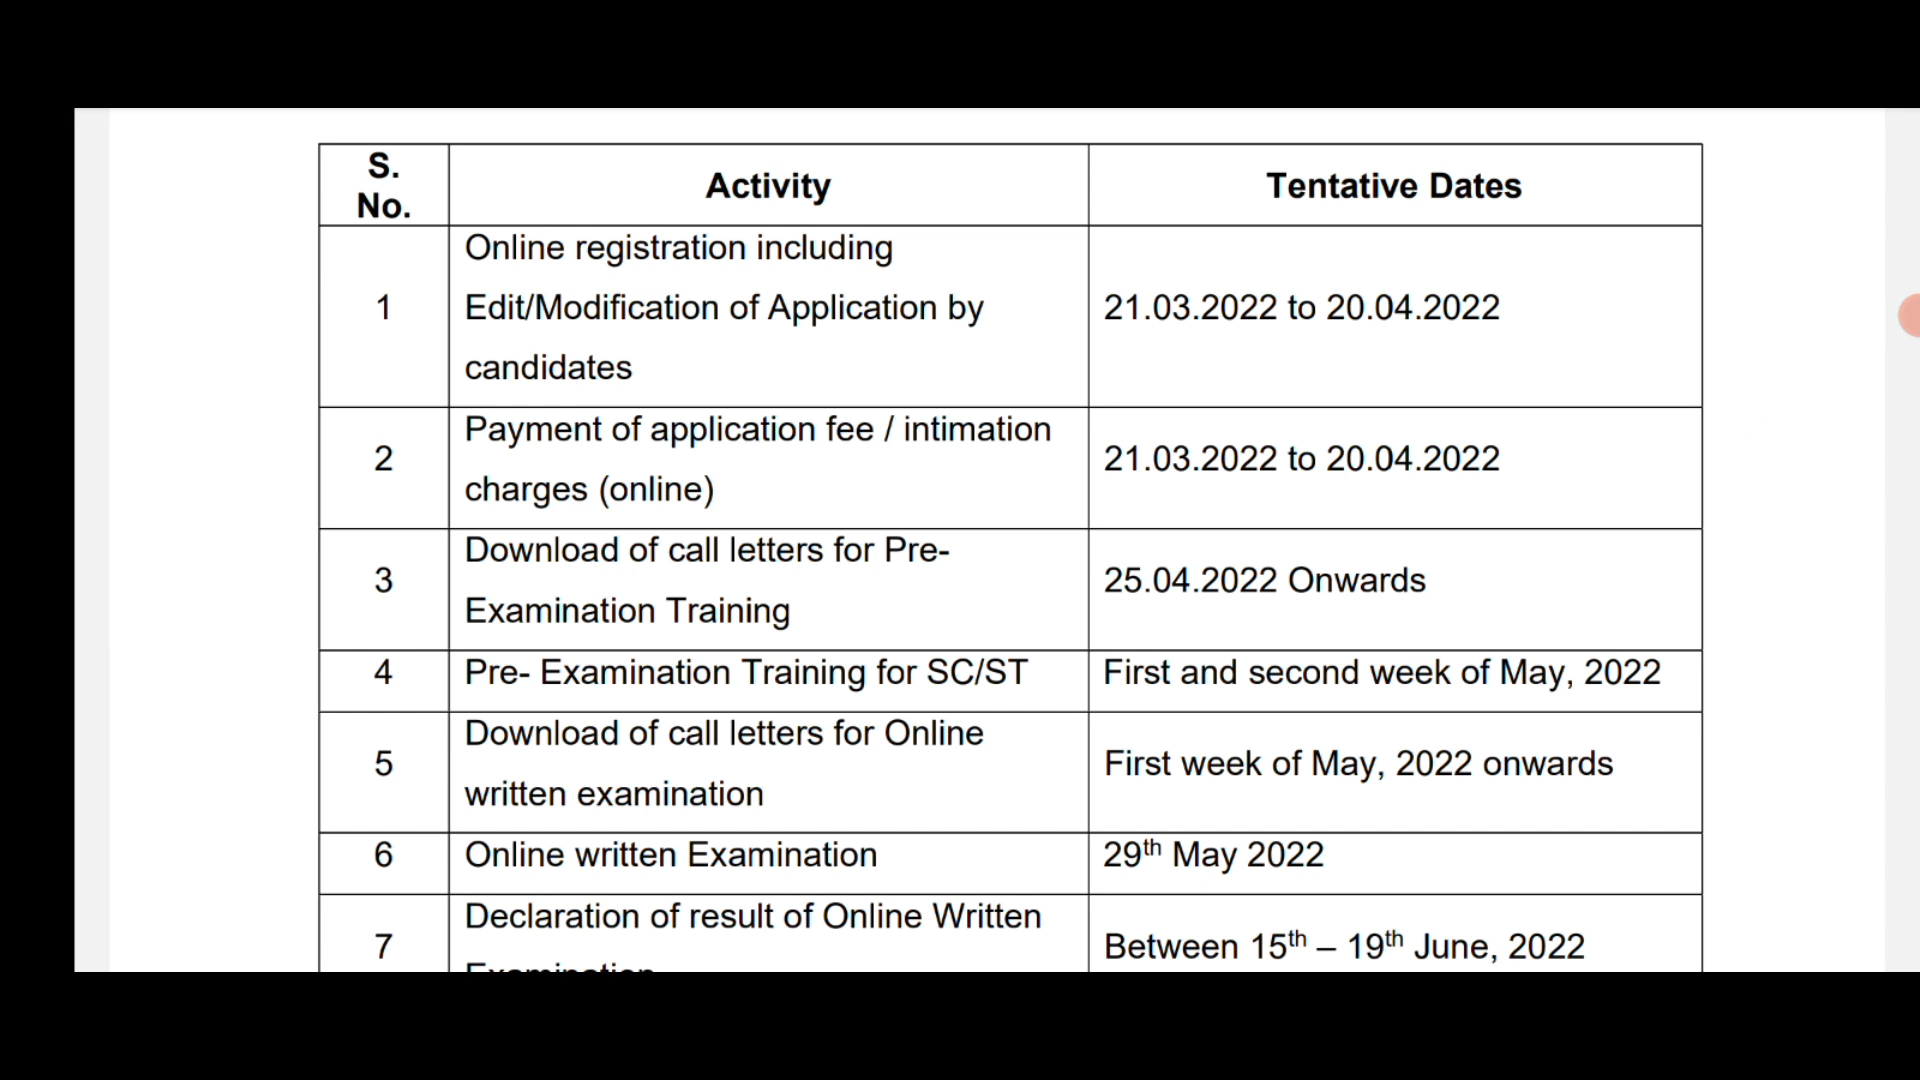 S.
No.
Activity
Tentative Dates
1
Online registration including
Edit/Modification of Application by
candidates
21.03.2022 to 20.04.2022
2
Payment of application fee / intimation
charges (online)
21.03.2022 to 20.04.2022
3
Download of call letters for Pre-
Examination Training
25.04.2022 Onwards
4
Pre- Examination Training for SC/ST
First and second week of May, 2022
5
Download of call letters for Online
written examination
First week of May, 2022 onwards
6
Online written Examination
29th May 2022
7
Declaration of result of Online Written
Examination
Between 15th – 19th June, 2022